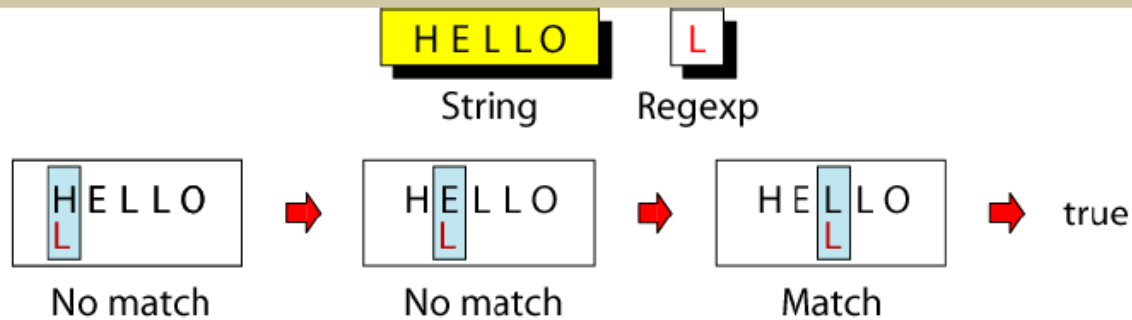 HELLO L
String Regexp
HELLO HELLO HELLO true
L L L
No match No match Match